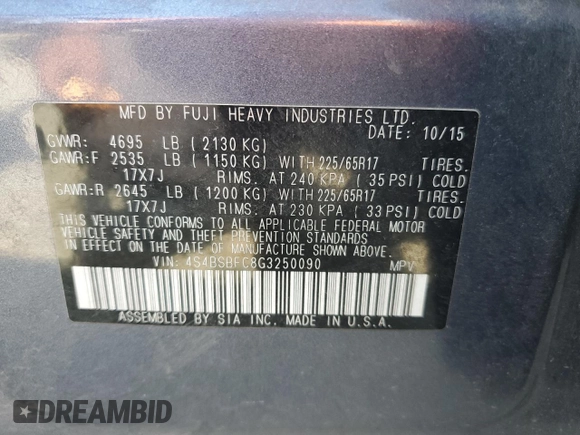 MFD BY FUJI HEAVY INDUSTRIES LTD.
DATE: 10/15
GVWR: 4695 LB ( 2130 KG)
GAWR:F 2535 LB ( 1150 KG) WITH 225/65R17 TIRES.
17X7J RIMS. AT 240 KPA ( 35 PSI) COLD
GAWR:R 2645 LB ( 1200 KG) WITH 225/65R17 TIRES.
17X7J RIMS. AT 230 KPA ( 33 PSI) COLD
THIS VEHICLE CONFORMS TO ALL APPLICABLE FEDERAL MOTOR
VEHICLE SAFETY AND THEFT PREVENTION STANDARDS
IN EFFECT ON THE DATE OF MANUFACTURE SHOWN ABOVE.
VIN: 4S4BSBFC8G3250090 MPV
ASSEMBLED BY SIA INC. MADE IN U.S.A.
DREAMBID